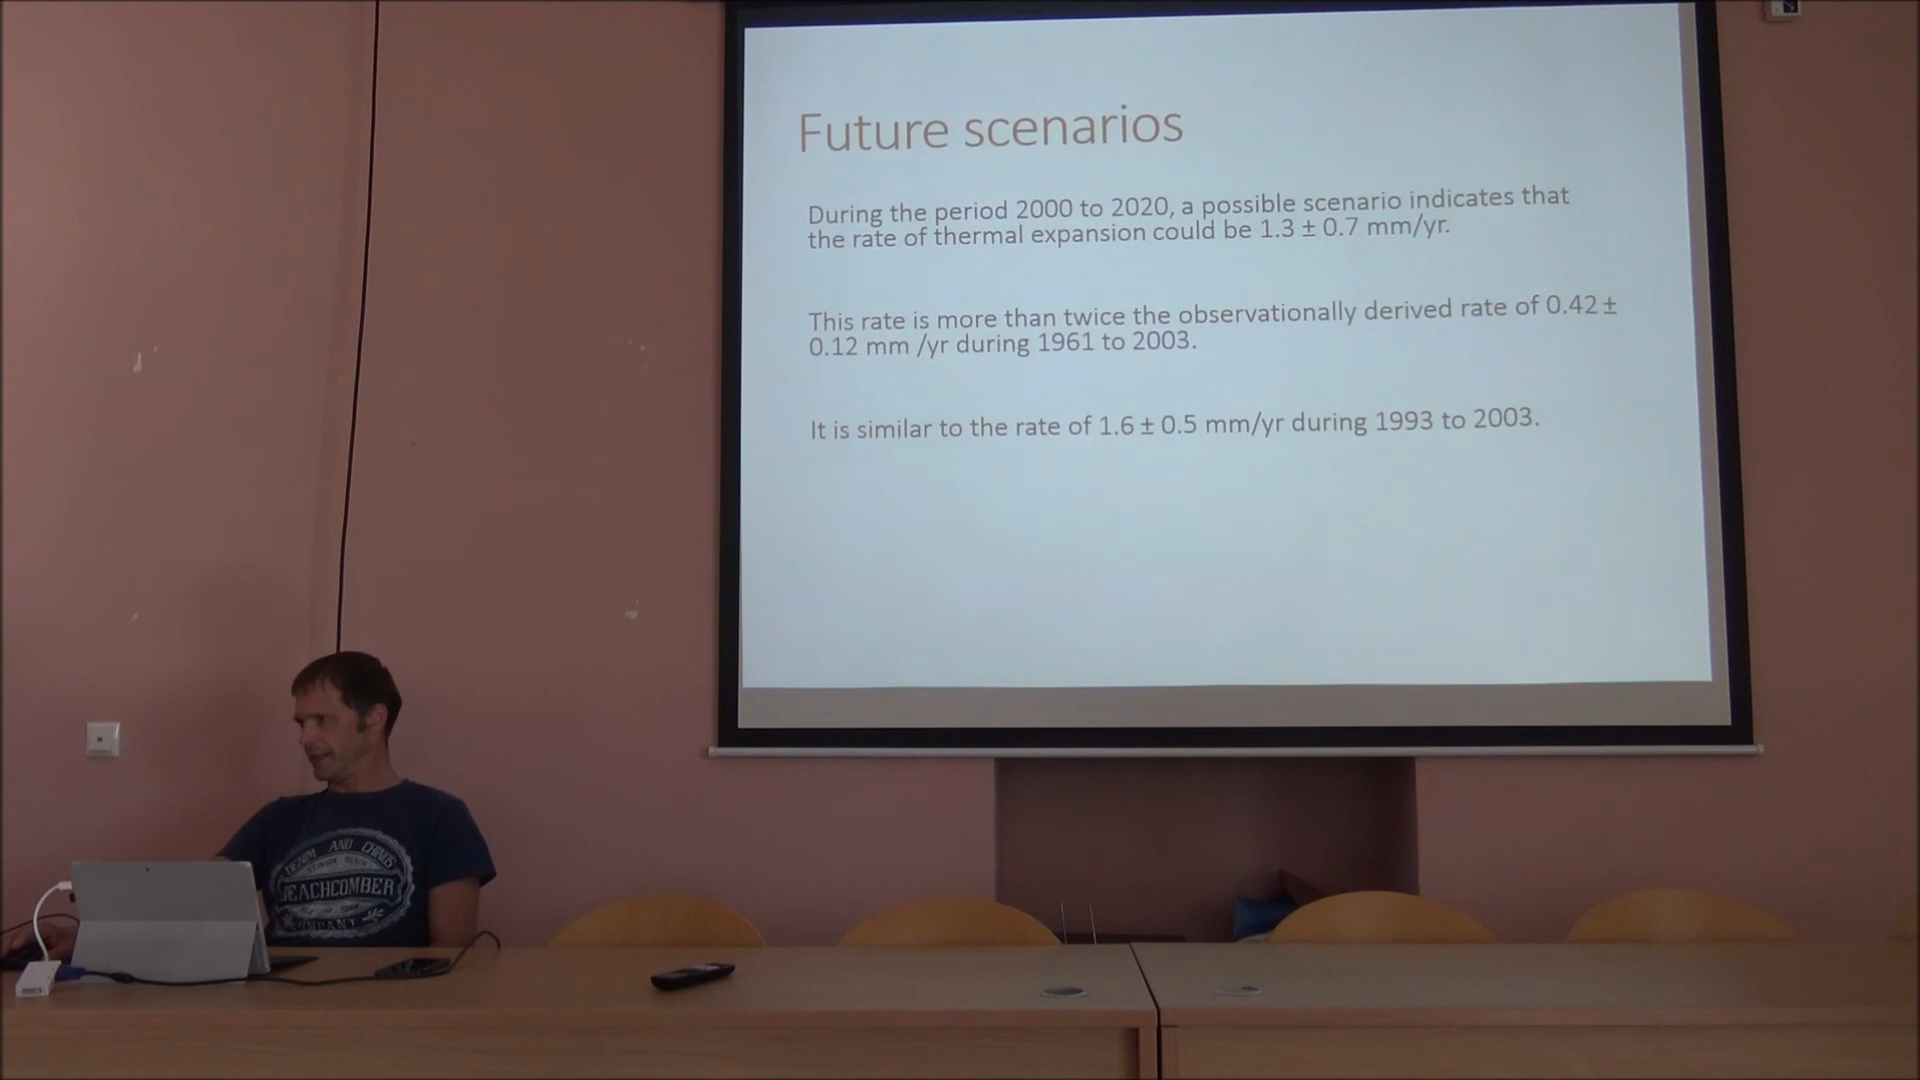 Future scenarios
During the period 2000 to 2020, a possible scenario indicates that
the rate of thermal expansion could be 1.3 ± 0.7 mm/yr.
This rate is more than twice the observationally derived rate of 0.42 ±
0.12 mm /yr during 1961 to 2003.
It is similar to the rate of 1.6 ± 0.5 mm/yr during 1993 to 2003.
AND CHINOS
BEACHCOMBER